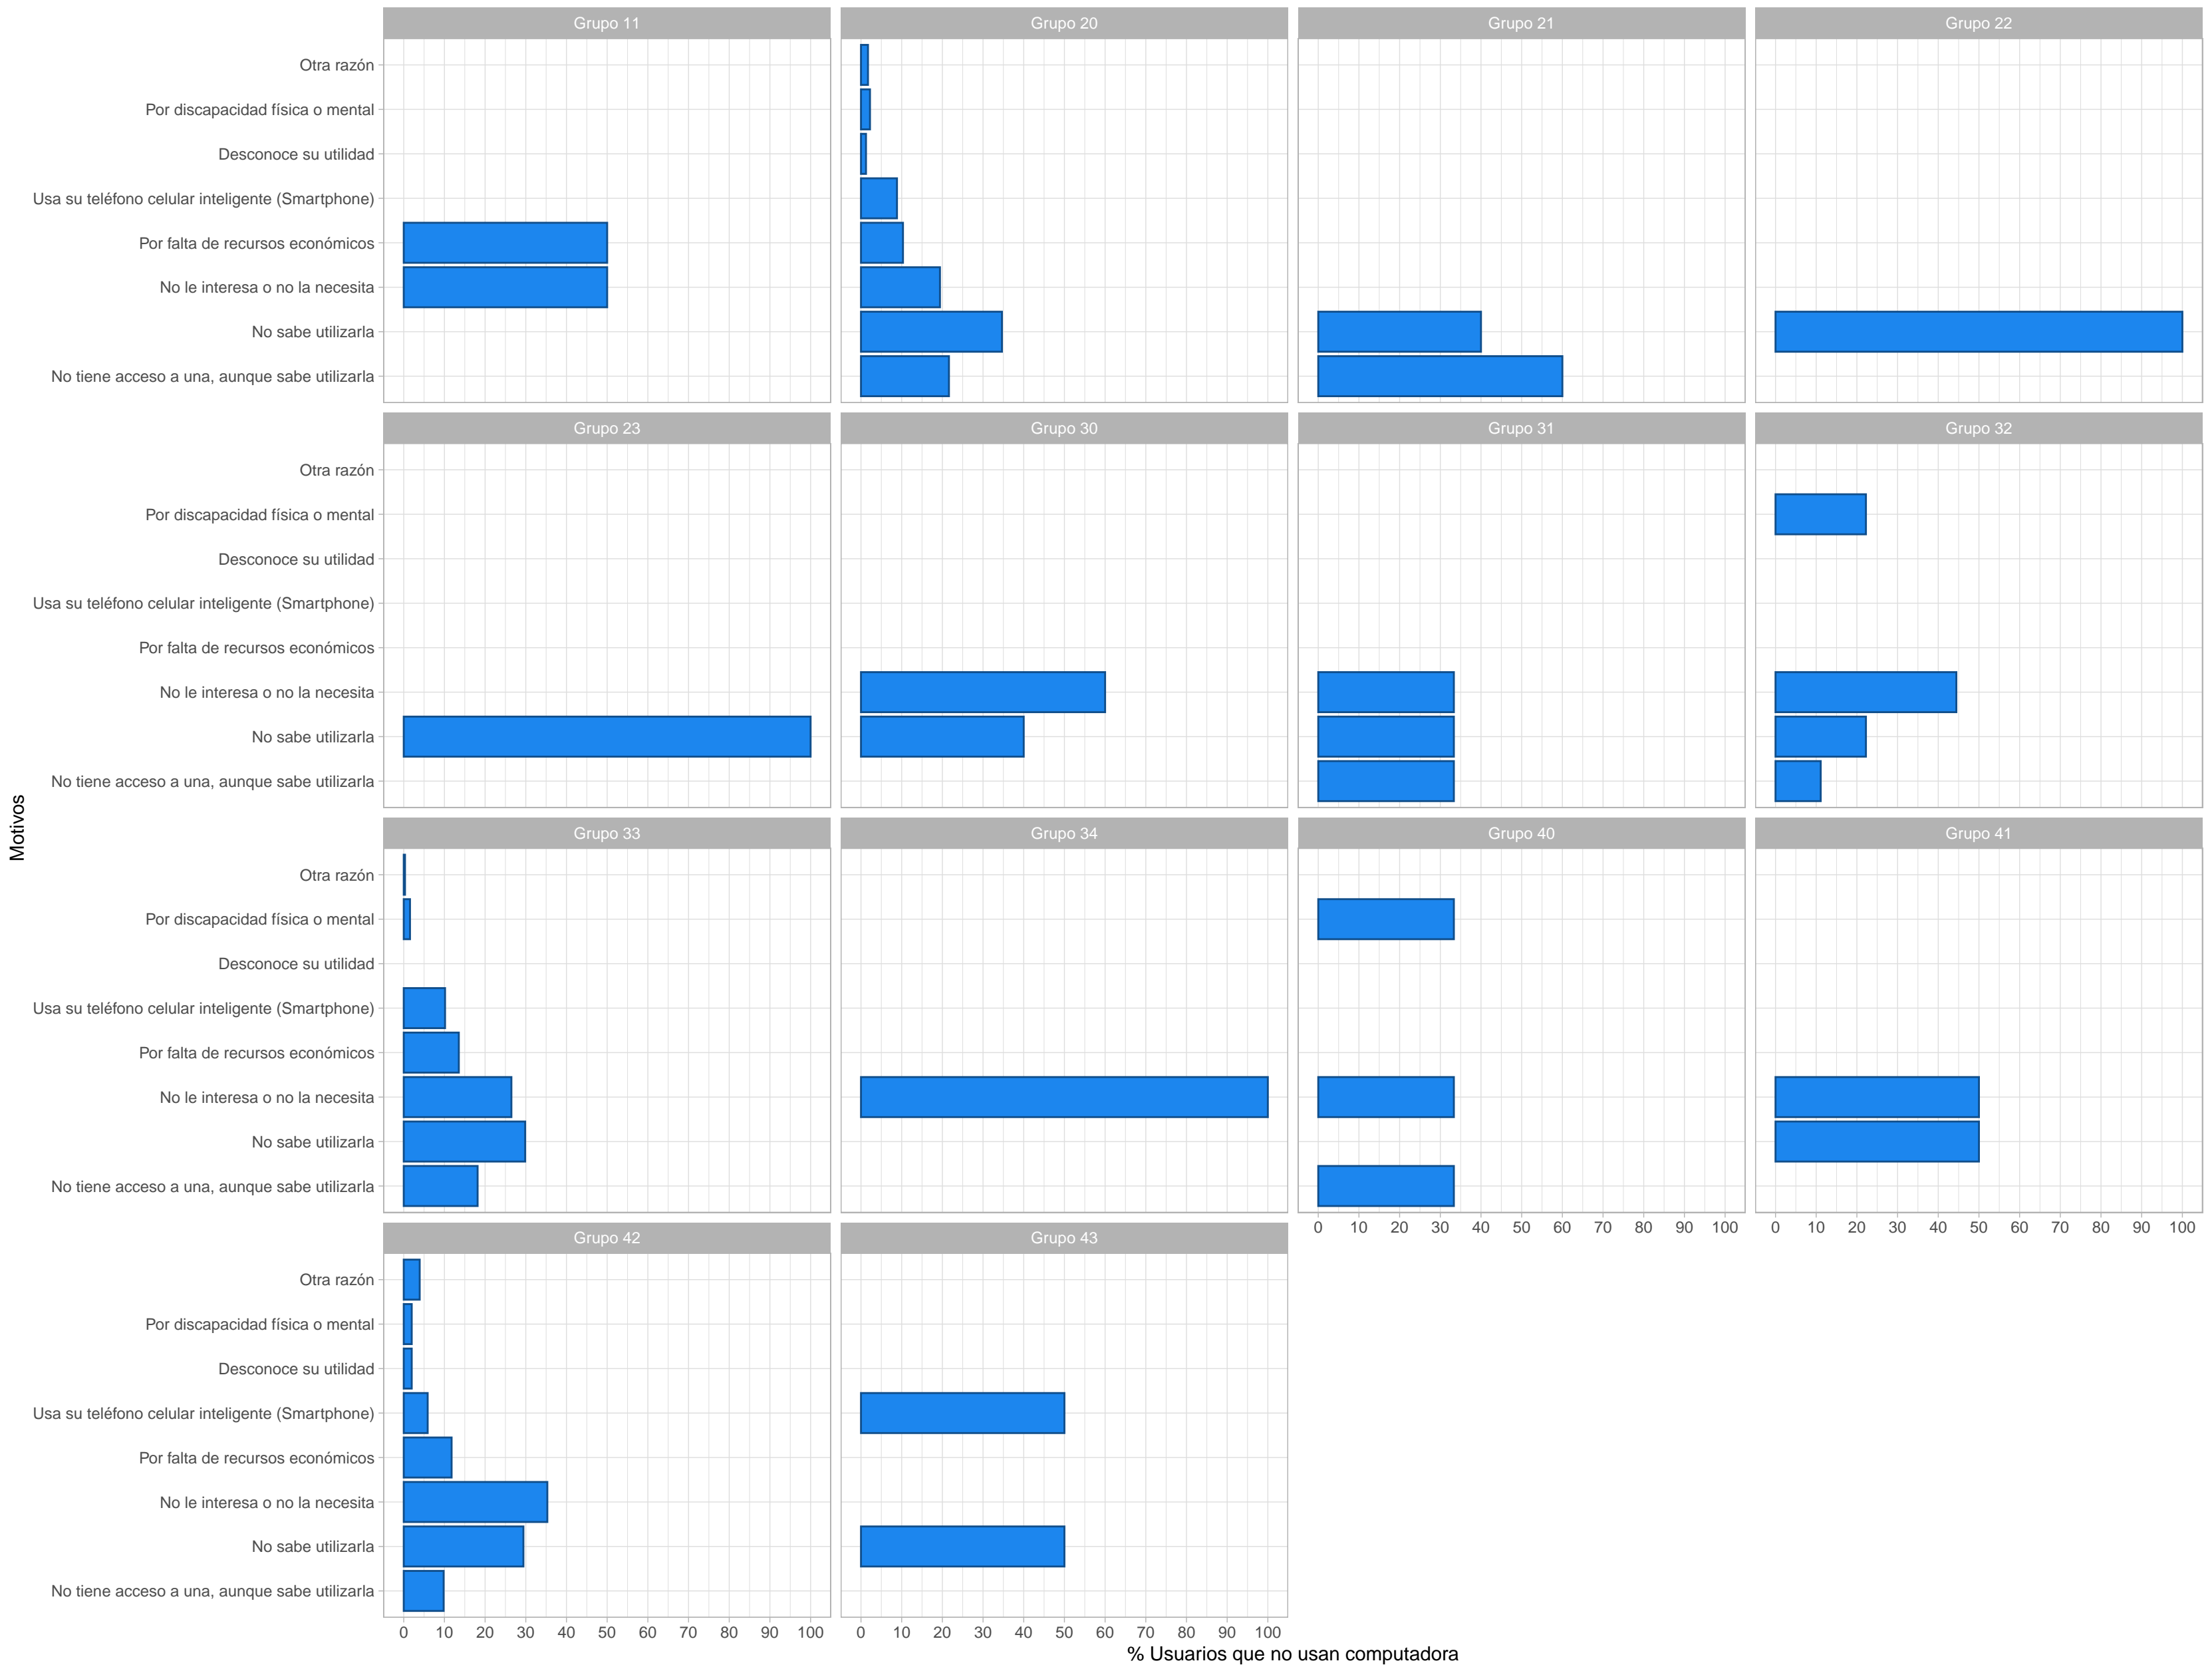 Grupo 11 Grupo 20 Grupo 21 Grupo 22
Otra razón
Por discapacidad física o mental
Desconoce su utilidad
Usa su teléfono celular inteligente (Smartphone)
Por falta de recursos económicos
No le interesa o no la necesita
No sabe utilizarla
No tiene acceso a una, aunque sabe utilizarla
Grupo 23 Grupo 30 Grupo 31 Grupo 32
Otra razón
Por discapacidad física o mental
Desconoce su utilidad
Usa su teléfono celular inteligente (Smartphone)
Por falta de recursos económicos
No le interesa o no la necesita
No sabe utilizarla
No tiene acceso a una, aunque sabe utilizarla
Motivos
Grupo 33 Grupo 34 Grupo 40 Grupo 41
Otra razón
Por discapacidad física o mental
Desconoce su utilidad
Usa su teléfono celular inteligente (Smartphone)
Por falta de recursos económicos
No le interesa o no la necesita
No sabe utilizarla
No tiene acceso a una, aunque sabe utilizarla
0 10 20 30 40 50 60 70 80 90 100 0 10 20 30 40 50 60 70 80 90 100
Grupo 42 Grupo 43
Otra razón
Por discapacidad física o mental
Desconoce su utilidad
Usa su teléfono celular inteligente (Smartphone)
Por falta de recursos económicos
No le interesa o no la necesita
No sabe utilizarla
No tiene acceso a una, aunque sabe utilizarla
0 10 20 30 40 50 60 70 80 90 100 0 10 20 30 40 50 60 70 80 90 100
% Usuarios que no usan computadora